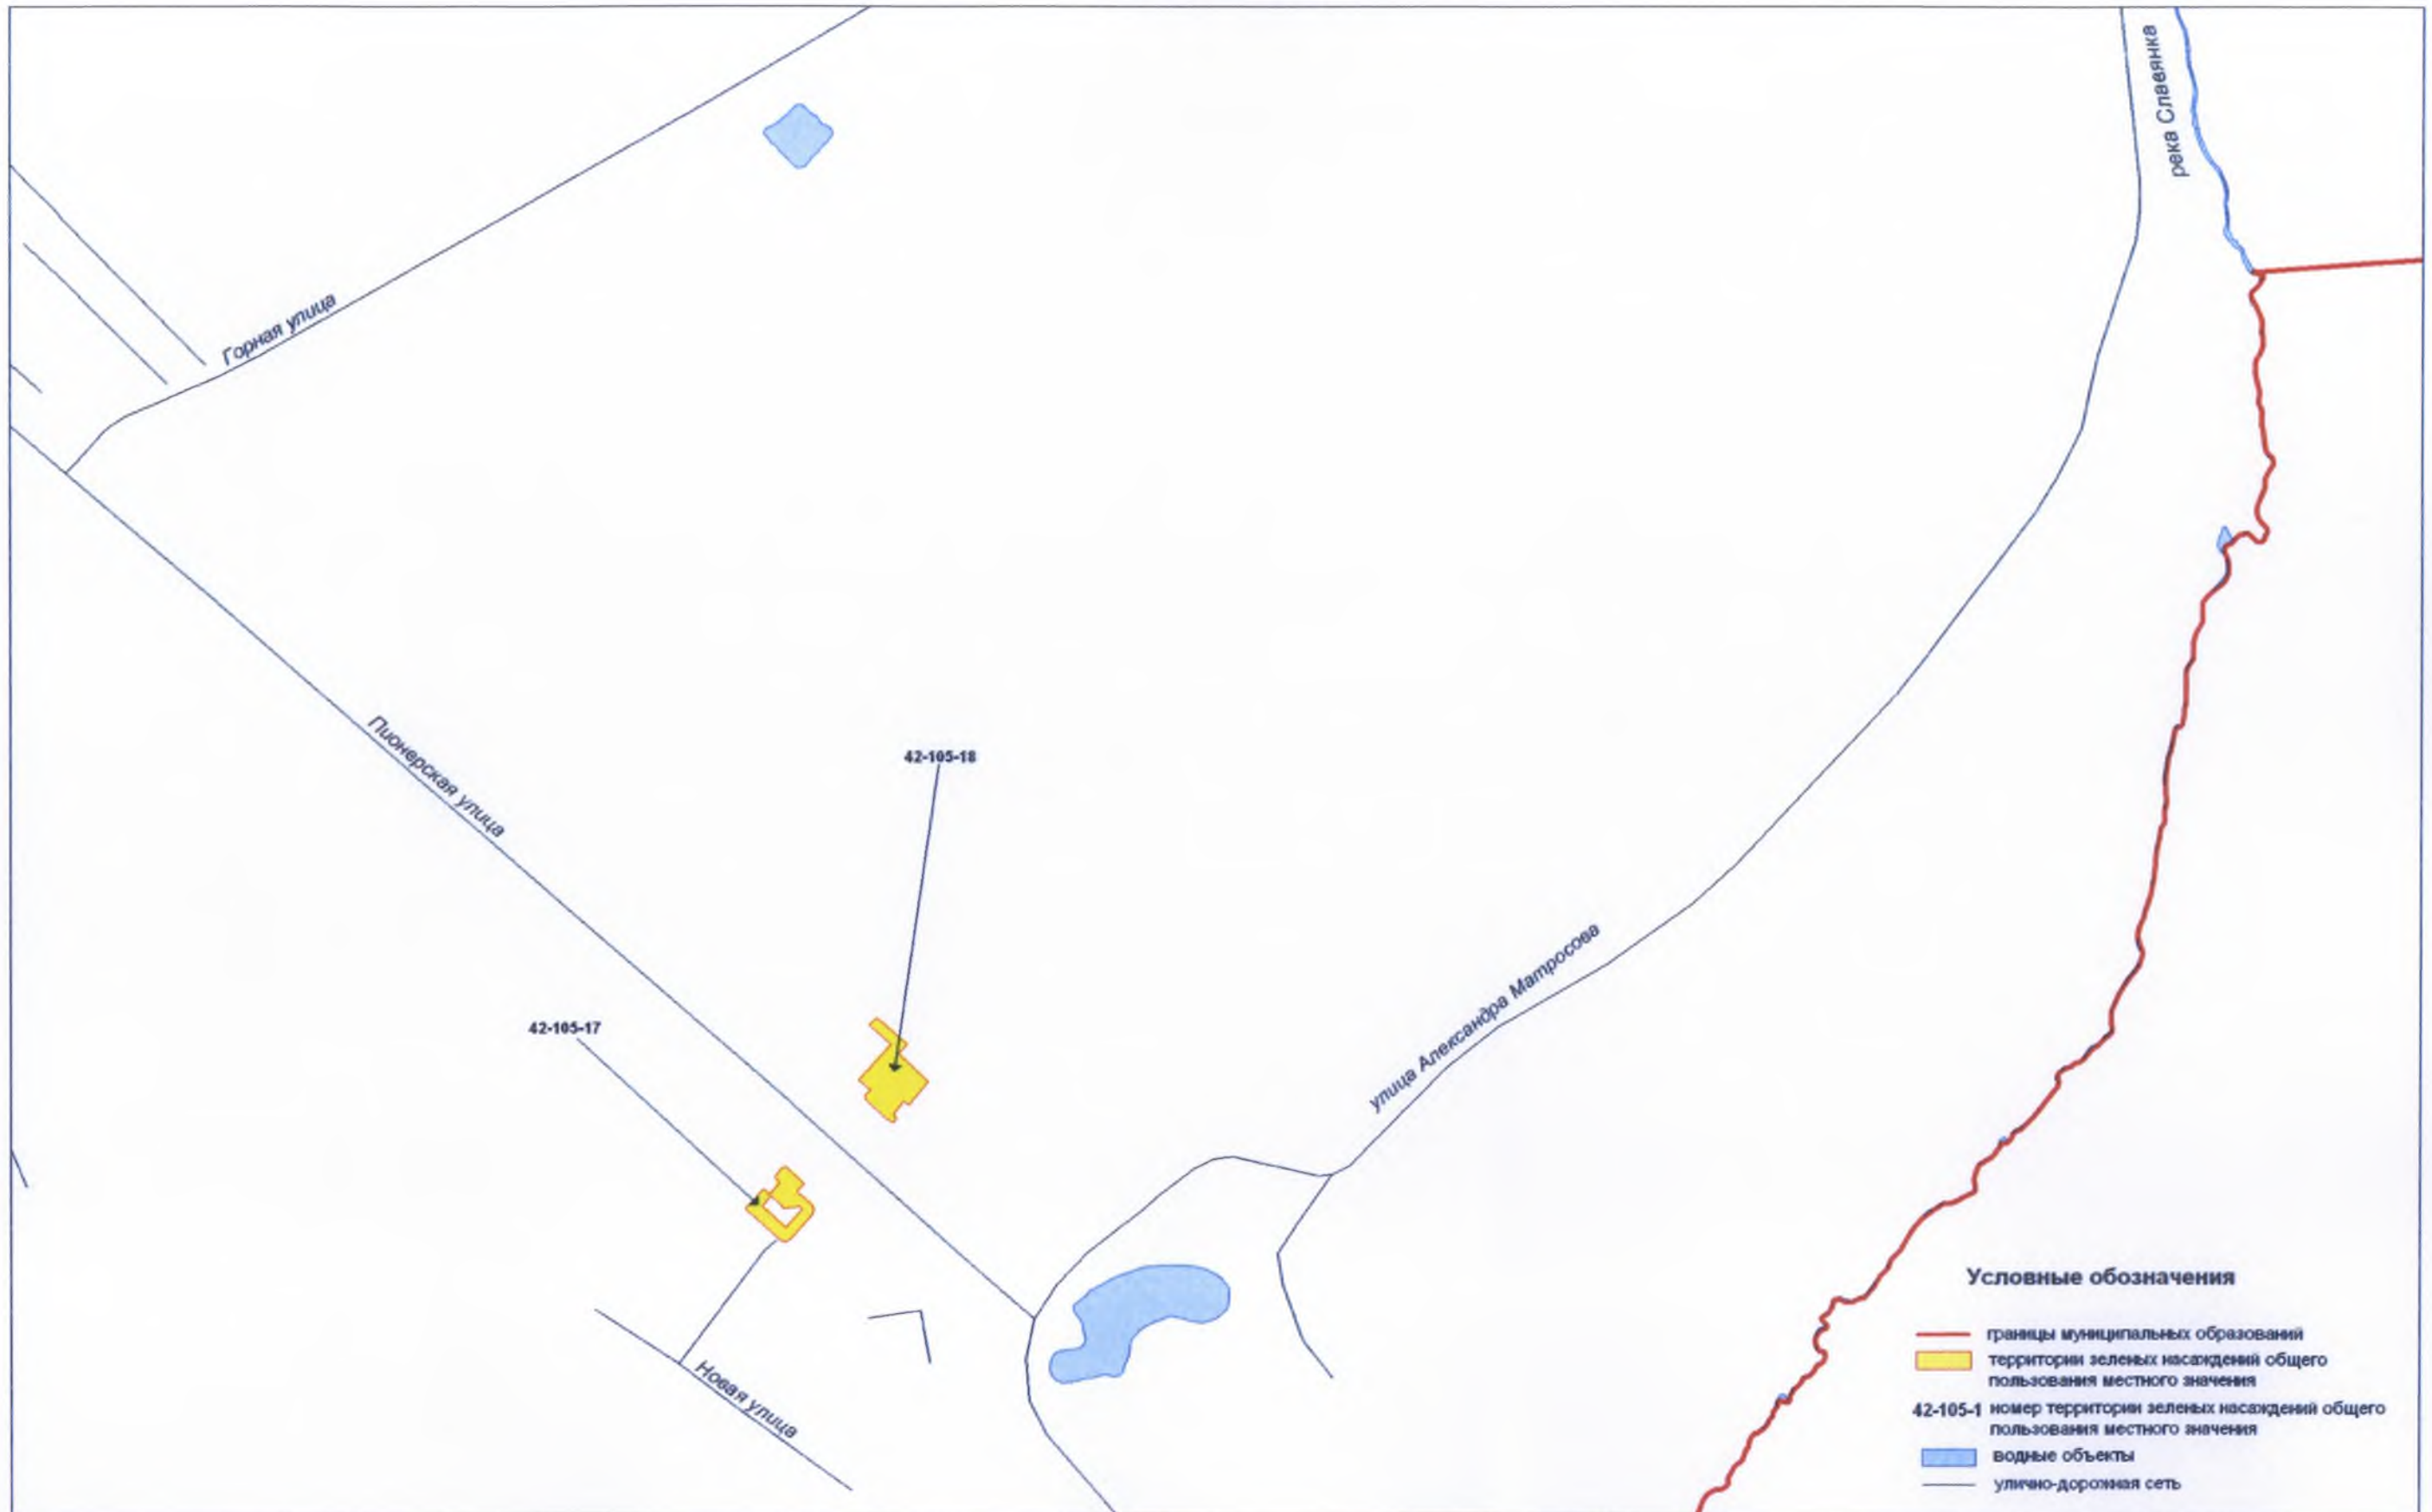 река Славянка
Горная улица
Пионерская улица
42-105-18
улица Александра Матросова
42-105-17
Новая улица
Условные обозначения
границы муниципальных образований
территории зеленых насаждений общего
пользования местного значения
42-105-1 номер территории зеленых насаждений общего
пользования местного значения
водные объекты
улично-дорожная сеть